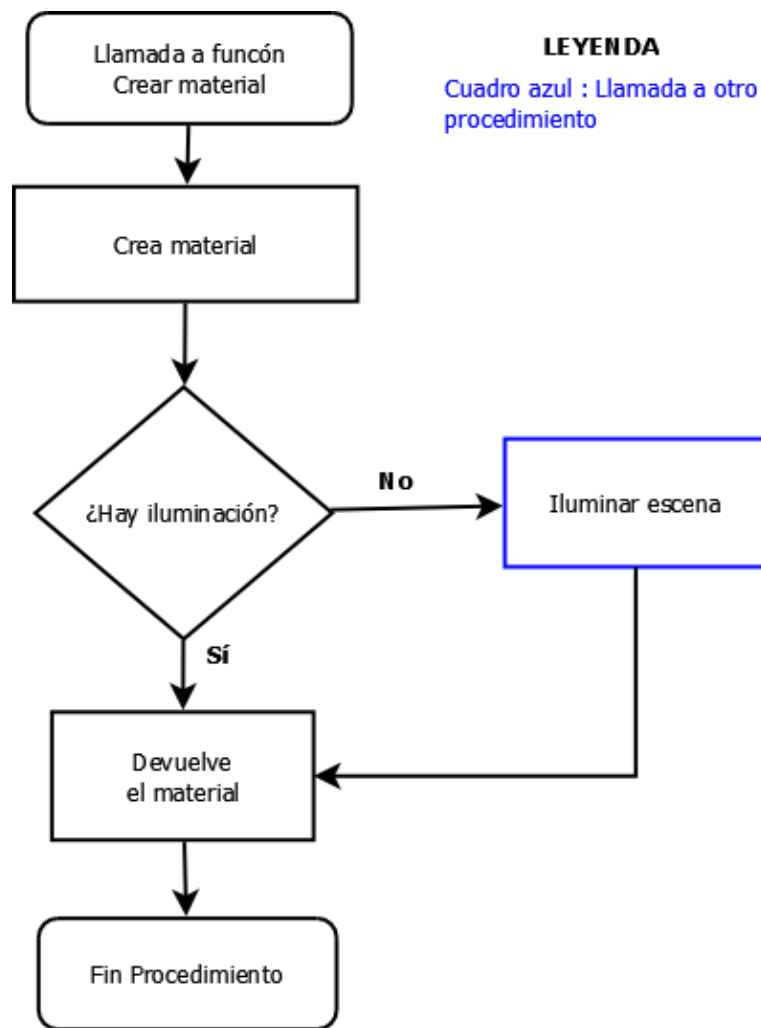 Llamada a funcón
Crear material
LEYENDA
Cuadro azul : Llamada a otro
procedimiento
Crea material
¿Hay iluminación?
No
Iluminar escena
Sí
Devuelve
el material
Fin Procedimiento